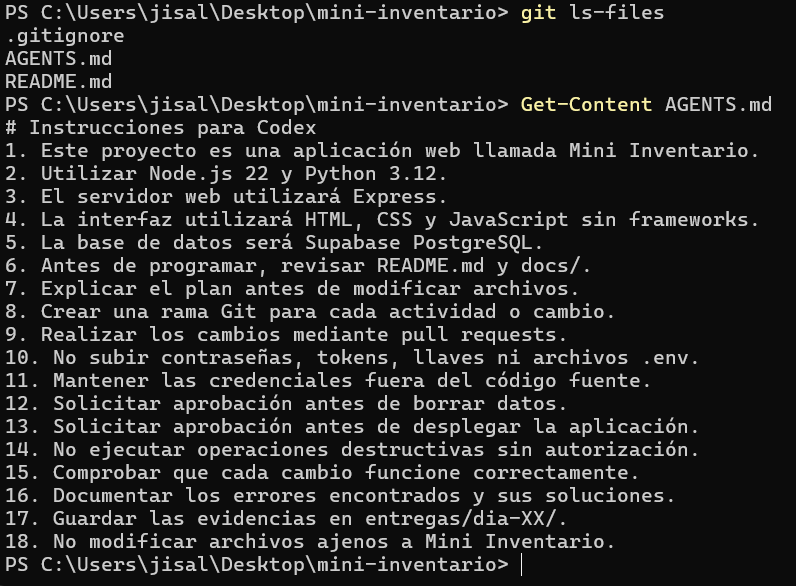 PS C:\Users\jisal\Desktop\mini-inventario> git ls-files
.gitignore
AGENTS.md
README.md
PS C:\Users\jisal\Desktop\mini-inventario> Get-Content AGENTS.md
# Instrucciones para Codex
1. Este proyecto es una aplicación web llamada Mini Inventario.
2. Utilizar Node.js 22 y Python 3.12.
3. El servidor web utilizará Express.
4. La interfaz utilizará HTML, CSS y JavaScript sin frameworks.
5. La base de datos será Supabase PostgreSQL.
6. Antes de programar, revisar README.md y docs/.
7. Explicar el plan antes de modificar archivos.
8. Crear una rama Git para cada actividad o cambio.
9. Realizar los cambios mediante pull requests.
10. No subir contraseñas, tokens, llaves ni archivos .env.
11. Mantener las credenciales fuera del código fuente.
12. Solicitar aprobación antes de borrar datos.
13. Solicitar aprobación antes de desplegar la aplicación.
14. No ejecutar operaciones destructivas sin autorización.
15. Comprobar que cada cambio funcione correctamente.
16. Documentar los errores encontrados y sus soluciones.
17. Guardar las evidencias en entregas/dia-XX/.
18. No modificar archivos ajenos a Mini Inventario.
PS C:\Users\jisal\Desktop\mini-inventario>